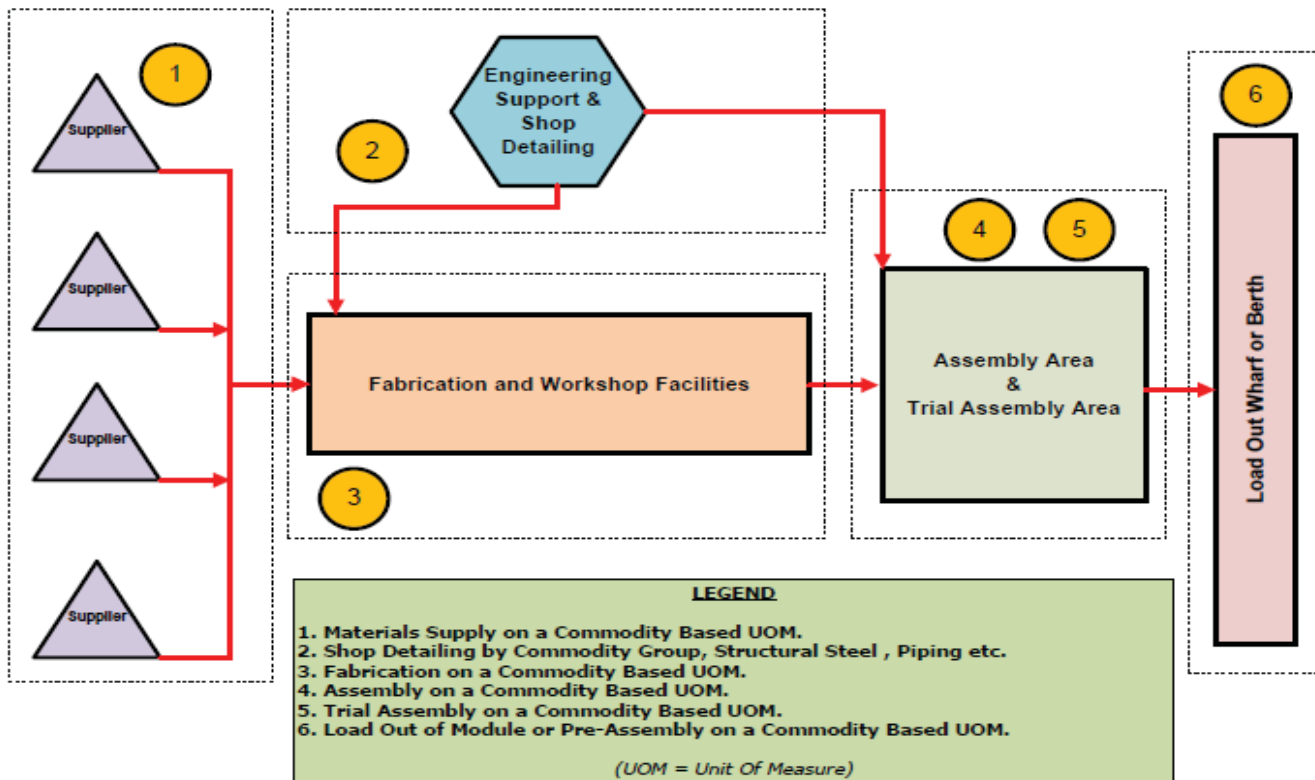 1
Supplier
Supplier
Supplier
Supplier
2
Engineering
Support &
Shop
Detailing
3
Fabrication and Workshop Facilities
4
5
Assembly Area
&
Trial Assembly Area
6
Load Out Wharf or Berth
LEGEND
1. Materials Supply on a Commodity Based UOM.
2. Shop Detailing by Commodity Group, Structural Steel , Piping etc.
3. Fabrication on a Commodity Based UOM.
4. Assembly on a Commodity Based UOM.
5. Trial Assembly on a Commodity Based UOM.
6. Load Out of Module or Pre-Assembly on a Commodity Based UOM.
(UOM = Unit Of Measure)